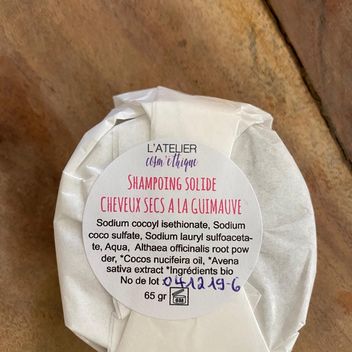 L'ATELIER
cosm'éthique
SHAMPOING SOLIDE
CHEVEUX SECS A LA GUIMAUVE
Sodium cocoyl isethionate, Sodium
coco sulfate, Sodium lauryl sulfoaceta-
te, Aqua, Althaea officinalis root pow
der, *Cocos nucifera oil, *Avena
sativa extract *Ingrédients bio
No de lot : 041219-6
65 gr